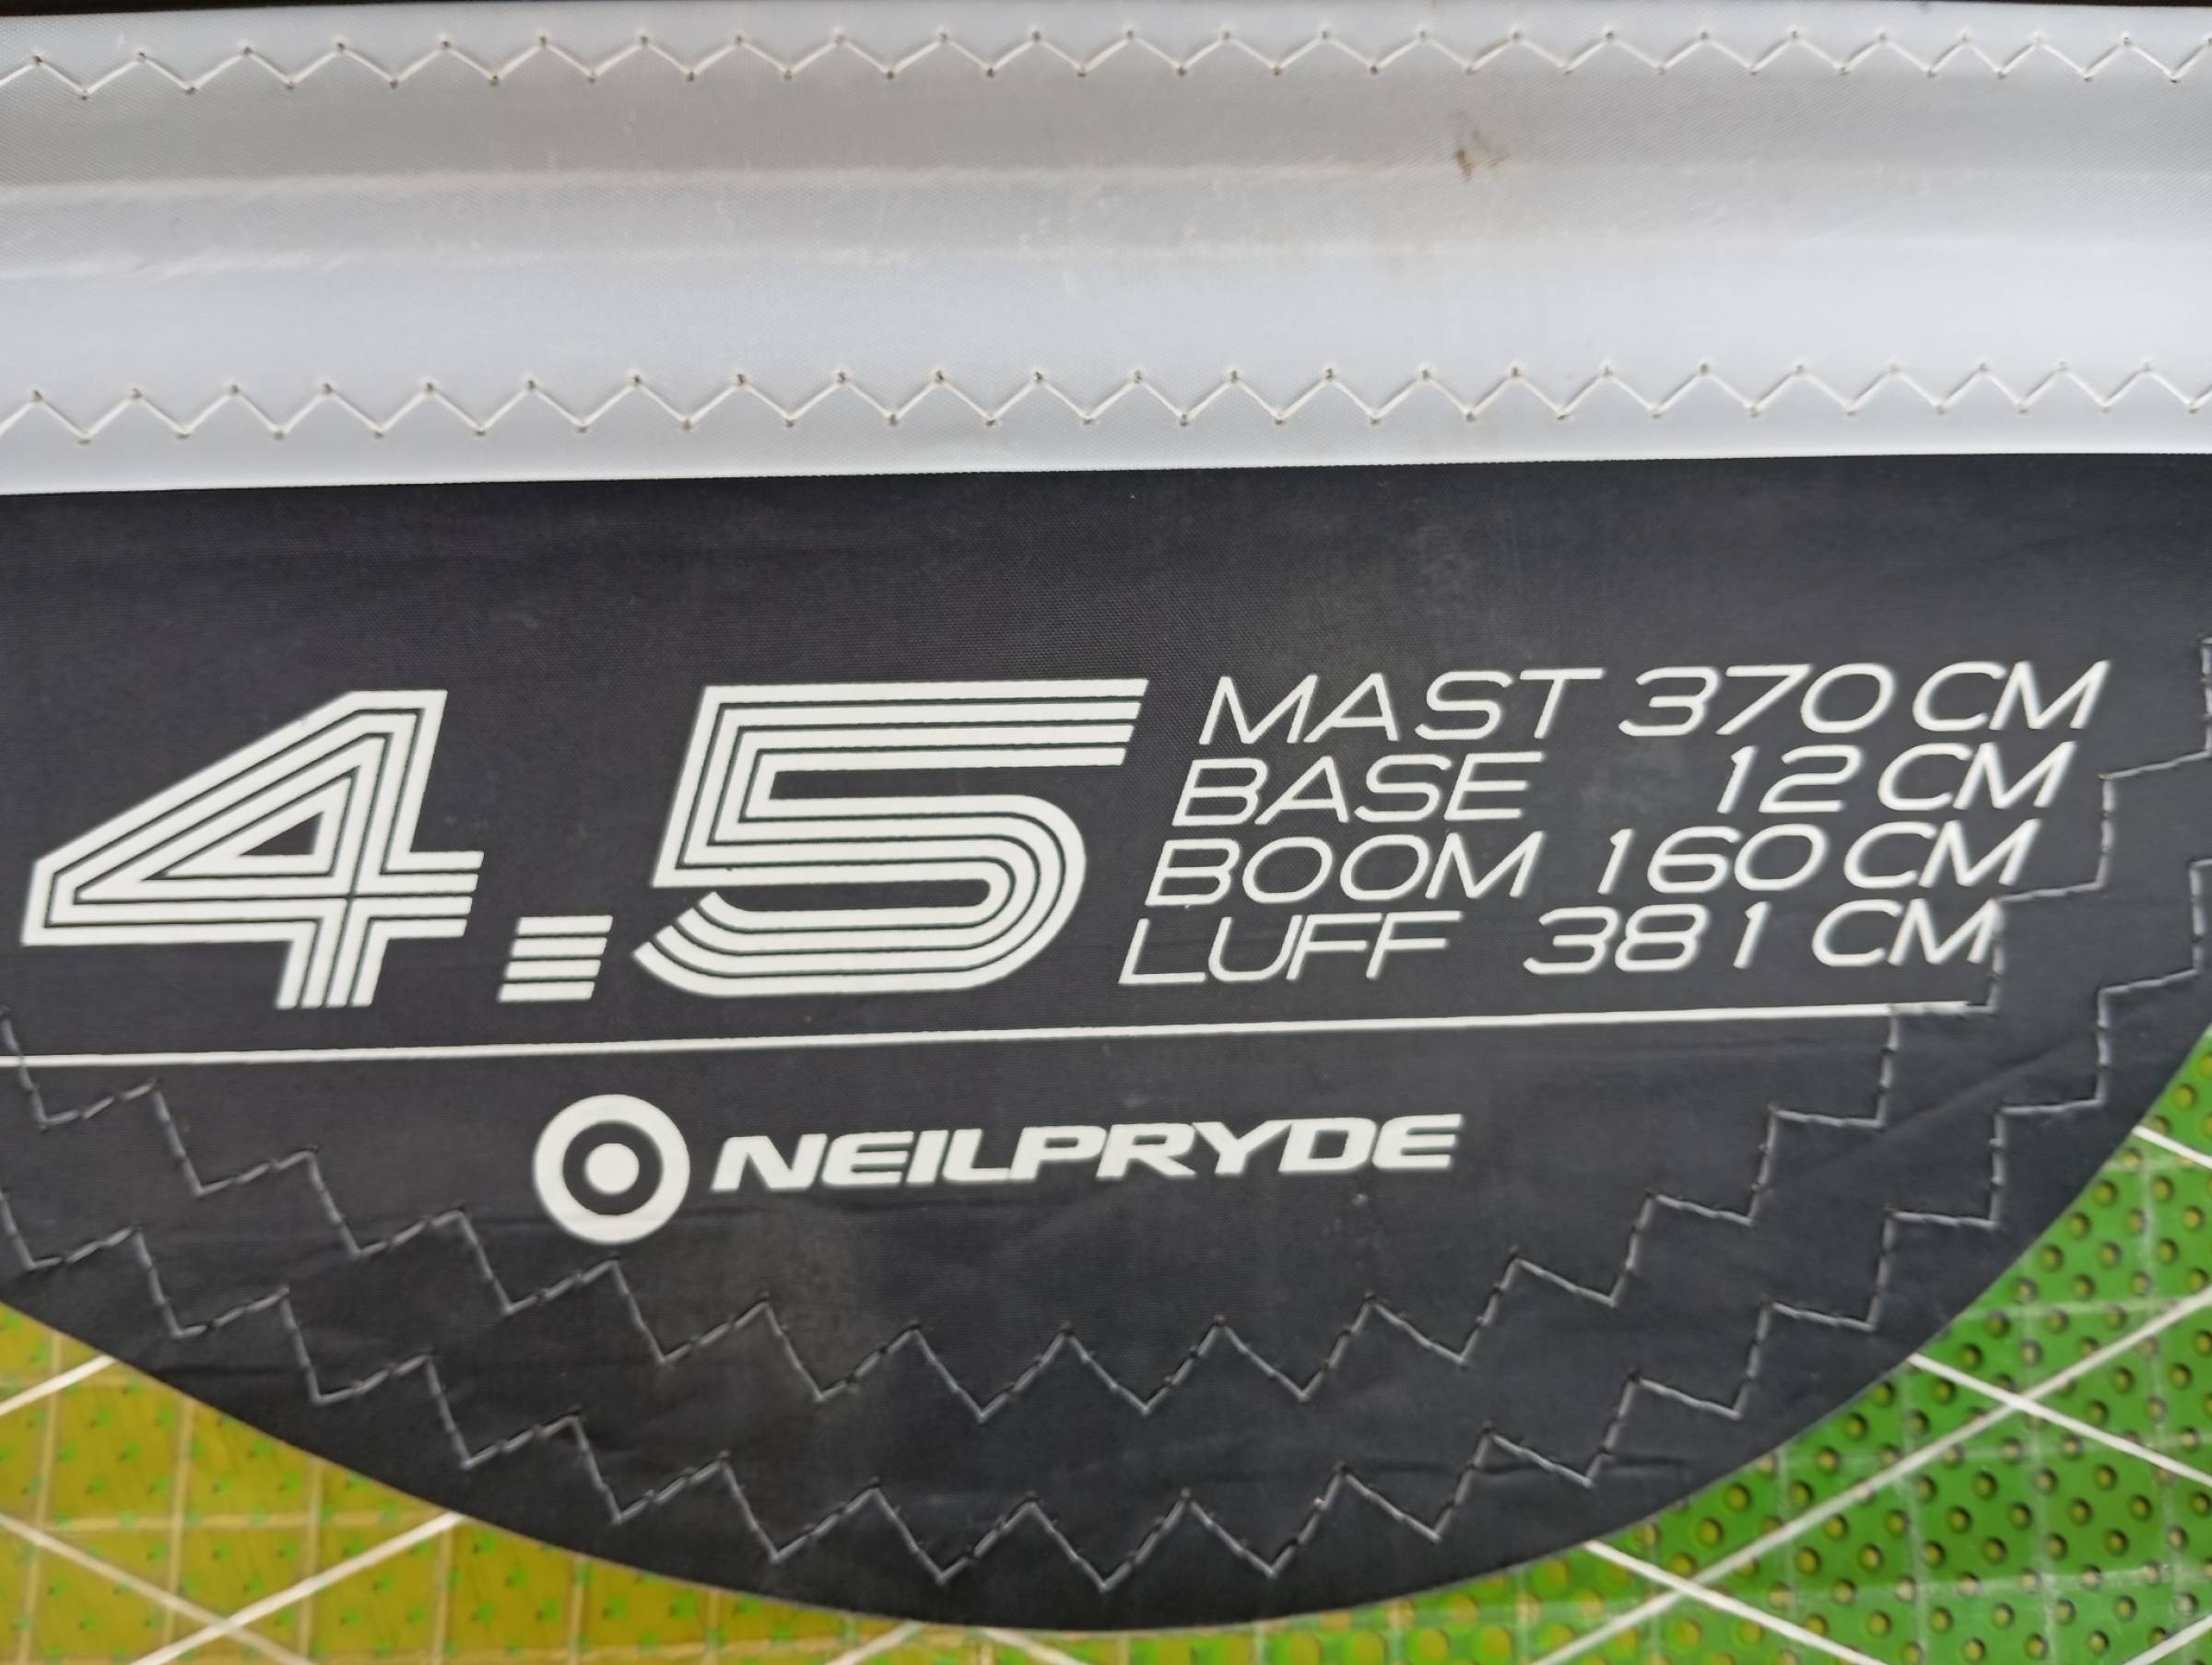 4.5
MAST 370 CM
BASE 12 CM
BOOM 160 CM
LUFF 381 CM
NEILPRYDE